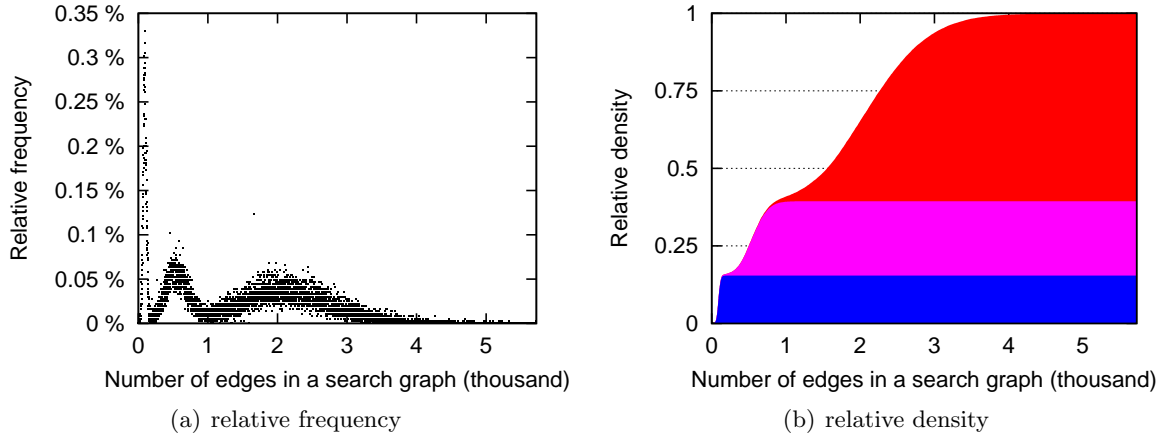 0.35 %
0.3 %
0.25 %
0.2 %
0.15 %
0.1 %
0.05 %
0 %
Relative frequency
0 1 2 3 4 5
Number of edges in a search graph (thousand)
(a) relative frequency
1
0.75
0.5
0.25
0
Relative density
0 1 2 3 4 5
Number of edges in a search graph (thousand)
(b) relative density